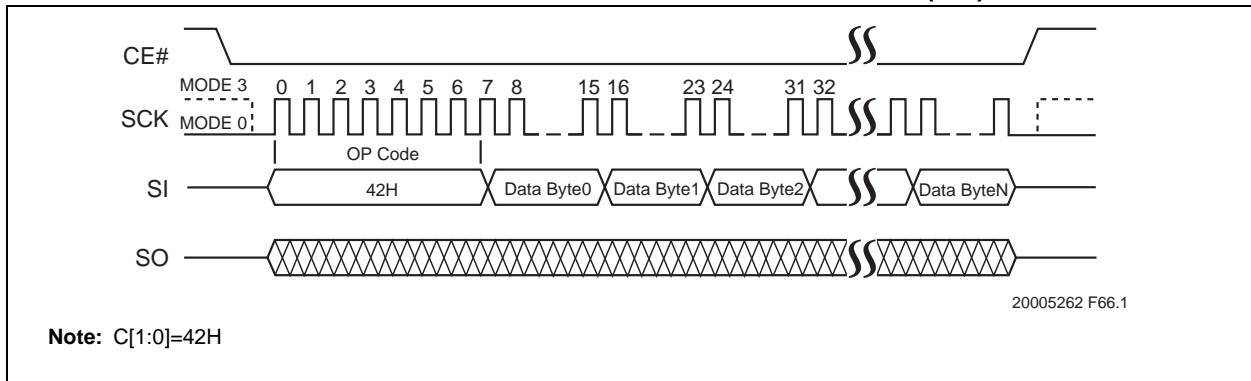 CE#
MODE 3
0 1 2 3 4 5 6 7 8 15 16 23 24 31 32
SCK MODE 0
OP Code
SI 42H Data Byte0 Data Byte1 Data Byte2 Data ByteN
SO
20005262 F66.1
Note: C[1:0]=42H